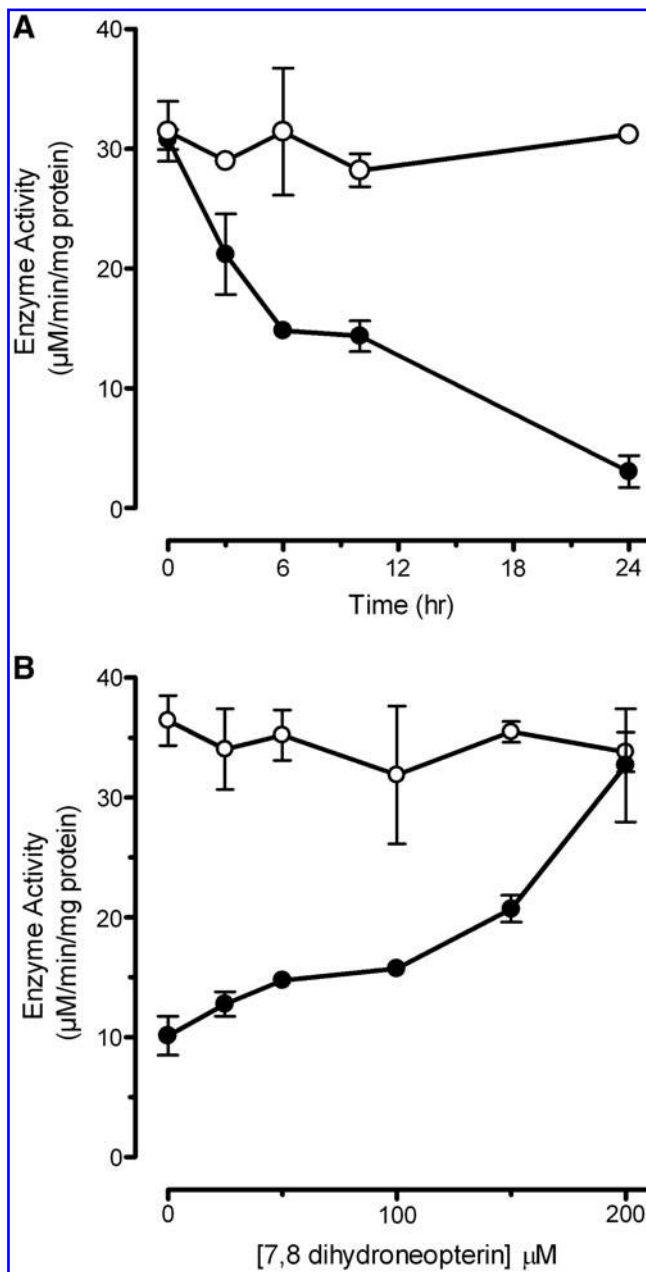 A
40
30
20
10
0
Enzyme Activity
(µM/min/mg protein)
0 6 12 18 24
Time (hr)
B
40
30
20
10
0
Enzyme Activity
(µM/min/mg protein)
0 100 200
[7,8 dihydroneopterin] µM